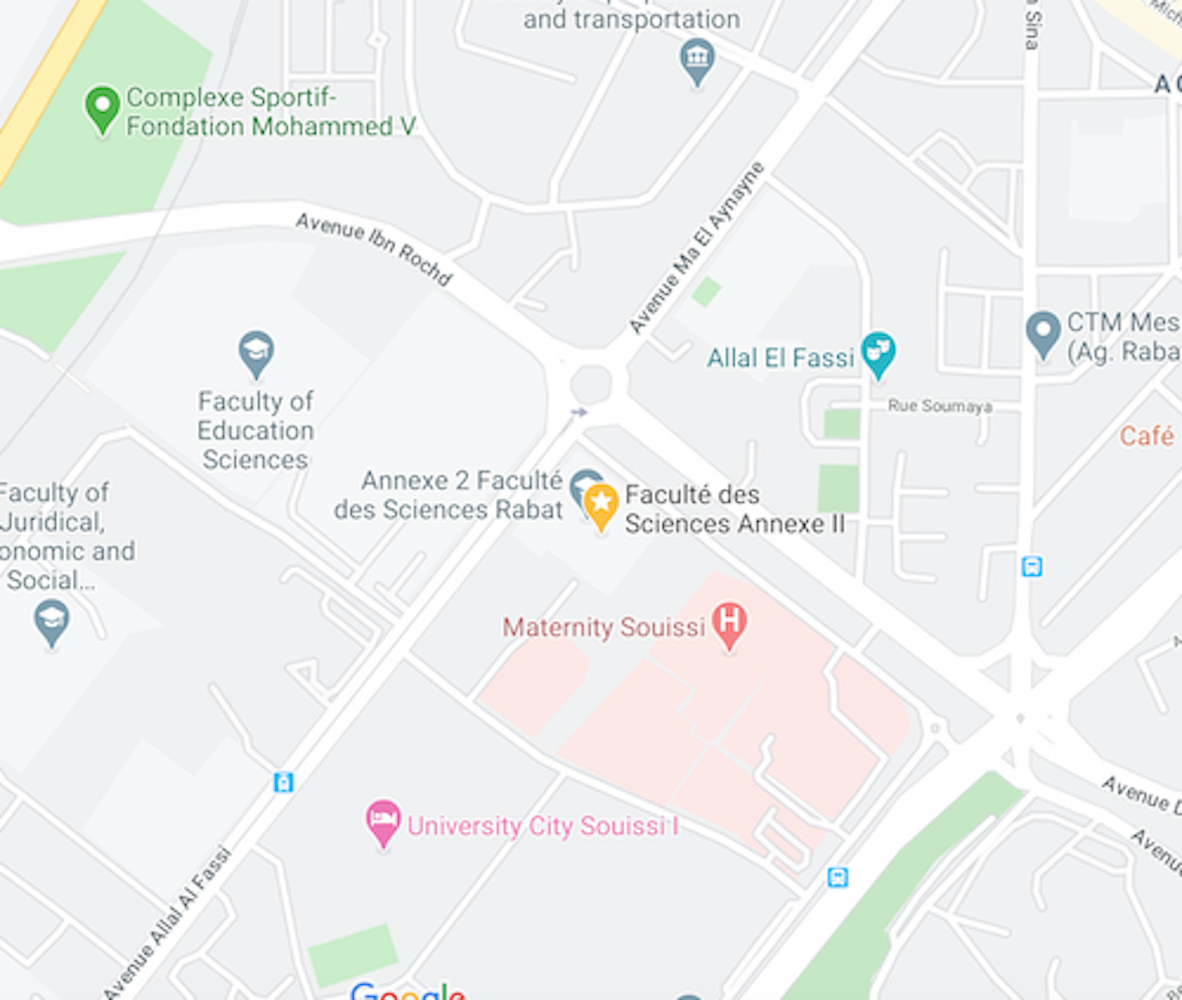 and transportation
Sina
Complexe Sportif-
Fondation Mohammed V
Avenue Ibn Rochd
Avenue Ma El Aynayne
CTM Mes
(Ag. Raba
Allal El Fassi
Rue Soumaya
Café
Faculty of
Education
Sciences
Annexe 2 Faculté
des Sciences Rabat
Faculté des
Sciences Annexe II
Faculty of
Juridical,
onomic and
Social...
Maternity Souissi
H
University City Souissi I
Avenue D
Avenue
Avenue Allal Al Fassi
Google